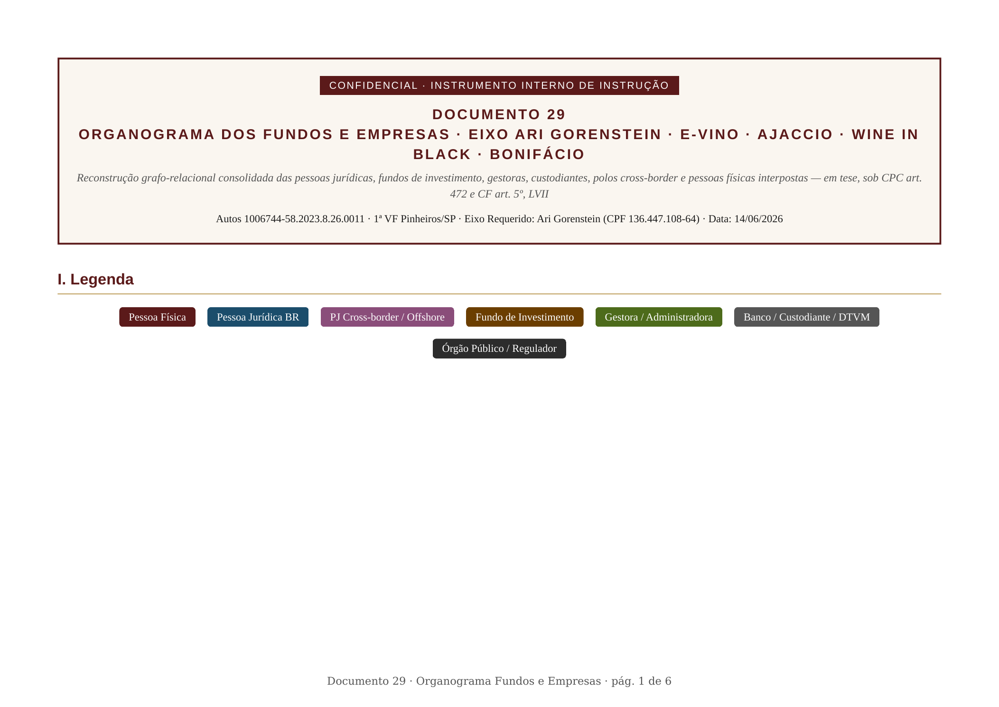 CONFIDENCIAL · INSTRUMENTO INTERNO DE INSTRUÇÃO
DOCUMENTO 29
ORGANOGRAMA DOS FUNDOS E EMPRESAS · EIXO ARI GORENSTEIN · E-VINO · AJACCIO · WINE IN
BLACK · BONIFÁCIO
Reconstrução grafo-relacional consolidada das pessoas jurídicas, fundos de investimento, gestoras, custodiantes, polos cross-border e pessoas físicas interpostas — em tese, sob CPC art.
472 e CF art. 5º, LVII
Autos 1006744-58.2023.8.26.0011 · 1ª VF Pinheiros/SP · Eixo Requerido: Ari Gorenstein (CPF 136.447.108-64) · Data: 14/06/2026
I. Legenda
Pessoa Física Pessoa Jurídica BR PJ Cross-border / Offshore Fundo de Investimento Gestora / Administradora Banco / Custodiante / DTVM
Órgão Público / Regulador
Documento 29 · Organograma Fundos e Empresas · pág. 1 de 6